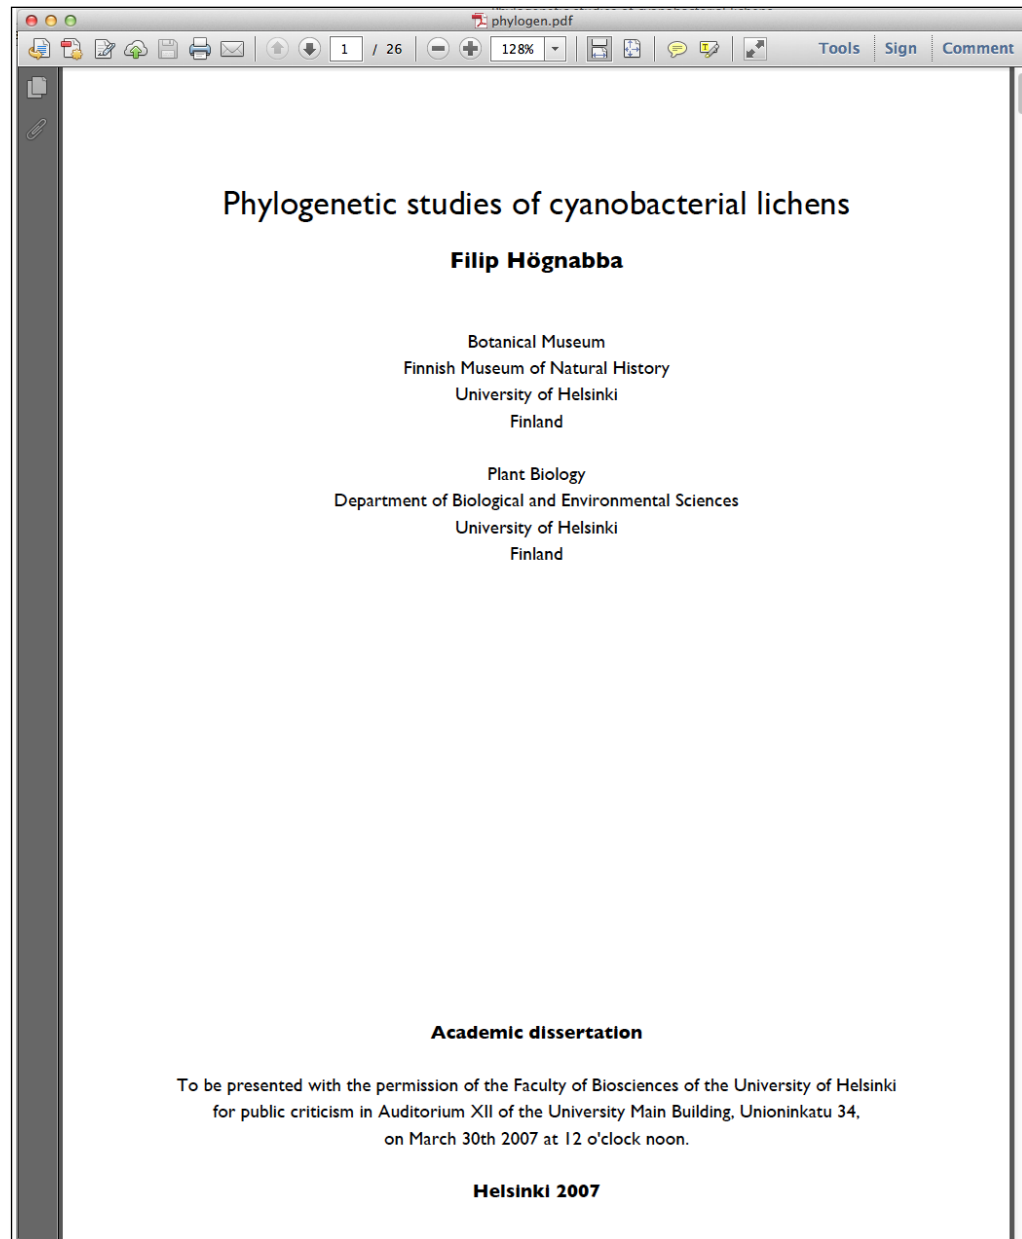 phylogen.pdf
1 / 26 128% Tools Sign Comment
Phylogenetic studies of cyanobacterial lichens
Filip Högnabba
Botanical Museum
Finnish Museum of Natural History
University of Helsinki
Finland
Plant Biology
Department of Biological and Environmental Sciences
University of Helsinki
Finland
Academic dissertation
To be presented with the permission of the Faculty of Biosciences of the University of Helsinki
for public criticism in Auditorium XII of the University Main Building, Unioninkatu 34,
on March 30th 2007 at 12 o'clock noon.
Helsinki 2007